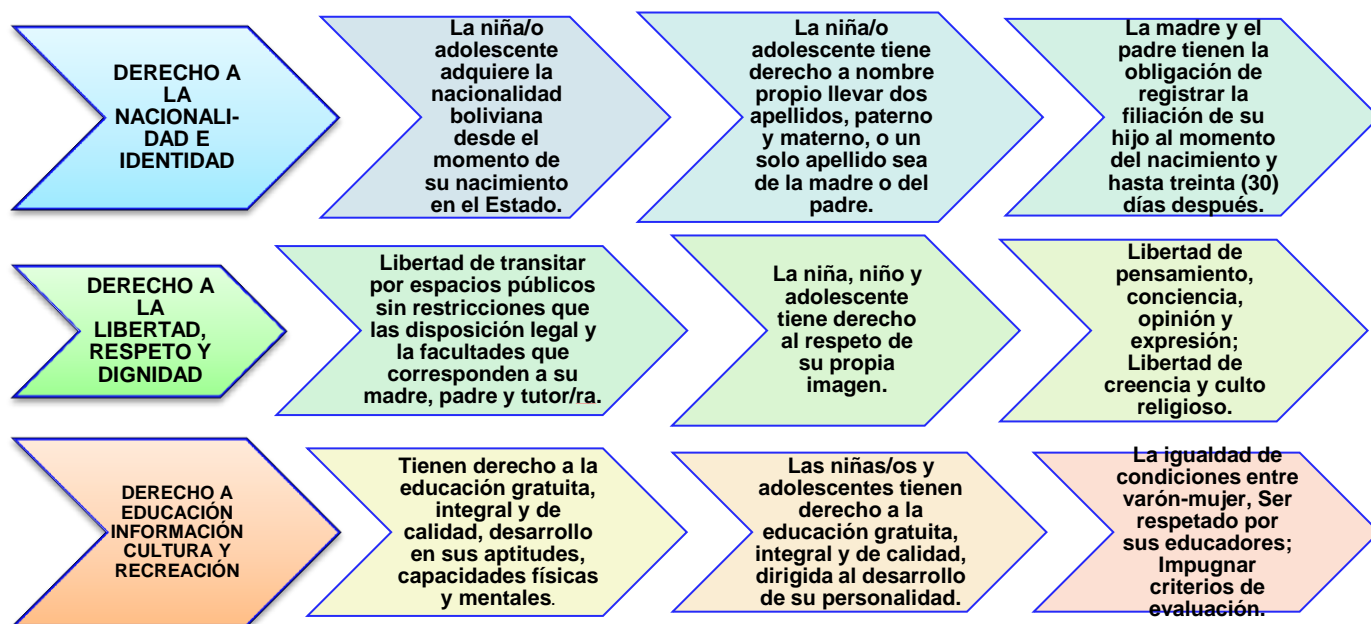 DERECHO A
LA
NACIONALI-
DAD E
IDENTIDAD
La niña/o
adolescente
adquiere la
nacionalidad
boliviana
desde el
momento de
su nacimiento
en el Estado.
La niña/o
adolescente tiene
derecho a nombre
propio llevar dos
apellidos, paterno
y materno, o un
solo apellido sea
de la madre o del
padre.
La madre y el
padre tienen la
obligación de
registrar la
filiación de su
hijo al momento
del nacimiento y
hasta treinta (30)
días después.
DERECHO A
LA
LIBERTAD,
RESPETO Y
DIGNIDAD
Libertad de transitar
por espacios públicos
sin restricciones que
las disposición legal y
la facultades que
corresponden a su
madre, padre y tutor/ra.
La niña, niño y
adolescente
tiene derecho
al respeto de
su propia
imagen.
Libertad de
pensamiento,
conciencia,
opinión y
expresión;
Libertad de
creencia y culto
religioso.
DERECHO A
EDUCACIÓN
INFORMACIÓN
CULTURA Y
RECREACIÓN
Tienen derecho a la
educación gratuita,
integral y de
calidad, desarrollo
en sus aptitudes,
capacidades físicas
y mentales.
Las niñas/os y
adolescentes tienen
derecho a la
educación gratuita,
integral y de calidad,
dirigida al desarrollo
de su personalidad.
La igualdad de
condiciones entre
varón-mujer, Ser
respetado por
sus educadores;
Impugnar
criterios de
evaluación.